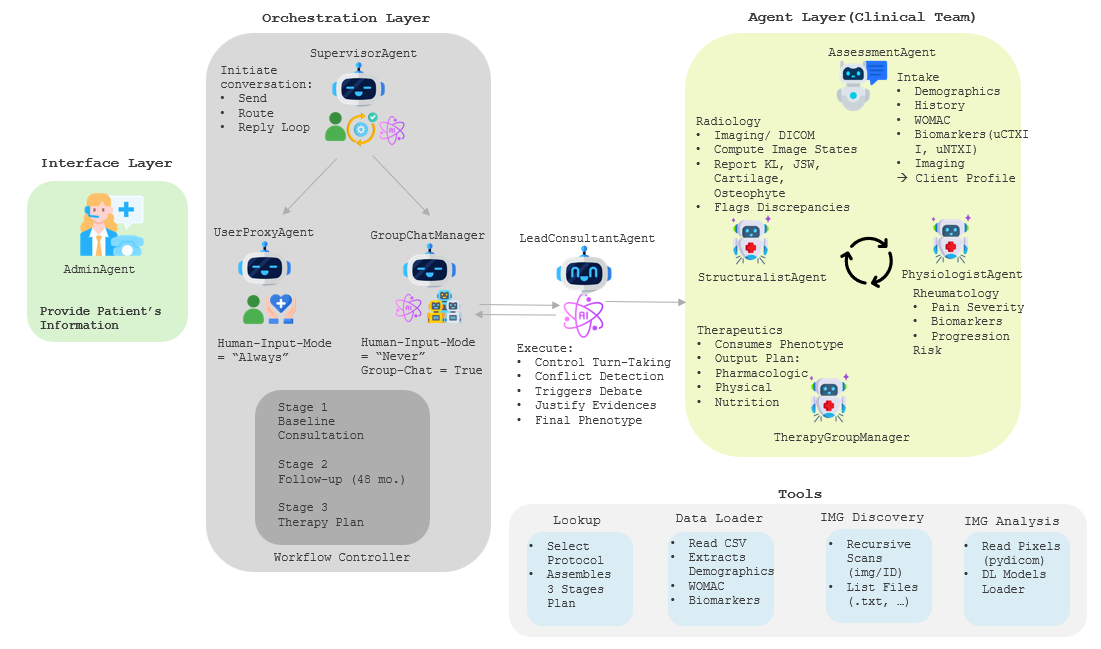 Orchestration Layer
Agent Layer(Clinical Team)
SupervisorAgent
Initiate
conversation:
• Send
• Route
• Reply Loop
AI
Interface Layer
AdminAgent
Provide Patient’s
Information
UserProxyAgent
Human-Input-Mode
= “Always”
GroupChatManager
AI
Human-Input-Mode
= “Never”
Group-Chat = True
Stage 1
Baseline
Consultation
Stage 2
Follow-up (48 mo.)
Stage 3
Therapy Plan
Workflow Controller
LeadConsultantAgent
AI
Execute:
• Control Turn-Taking
• Conflict Detection
• Triggers Debate
• Justify Evidences
• Final Phenotype
AssessmentAgent
Intake
• Demographics
• History
• WOMAC
• Biomarkers(uCTXI
I, uNTXI)
• Imaging
→ Client Profile
Radiology
• Imaging/ DICOM
• Compute Image States
• Report KL, JSW,
Cartilage,
Osteophyte
• Flags Discrepancies
StructuralistAgent
PhysiologistAgent
Rheumatology
• Pain Severity
• Biomarkers
• Progression
Risk
Therapeutics
• Consumes Phenotype
• Output Plan:
• Pharmacologic
• Physical
• Nutrition
TherapyGroupManager
Tools
Lookup
• Select
Protocol
• Assembles
3 Stages
Plan
Data Loader
• Read CSV
• Extracts
Demographics
• WOMAC
• Biomarkers
IMG Discovery
• Recursive
Scans
(img/ID)
• List Files
(.txt, …)
IMG Analysis
• Read Pixels
(pydicom)
• DL Models
Loader